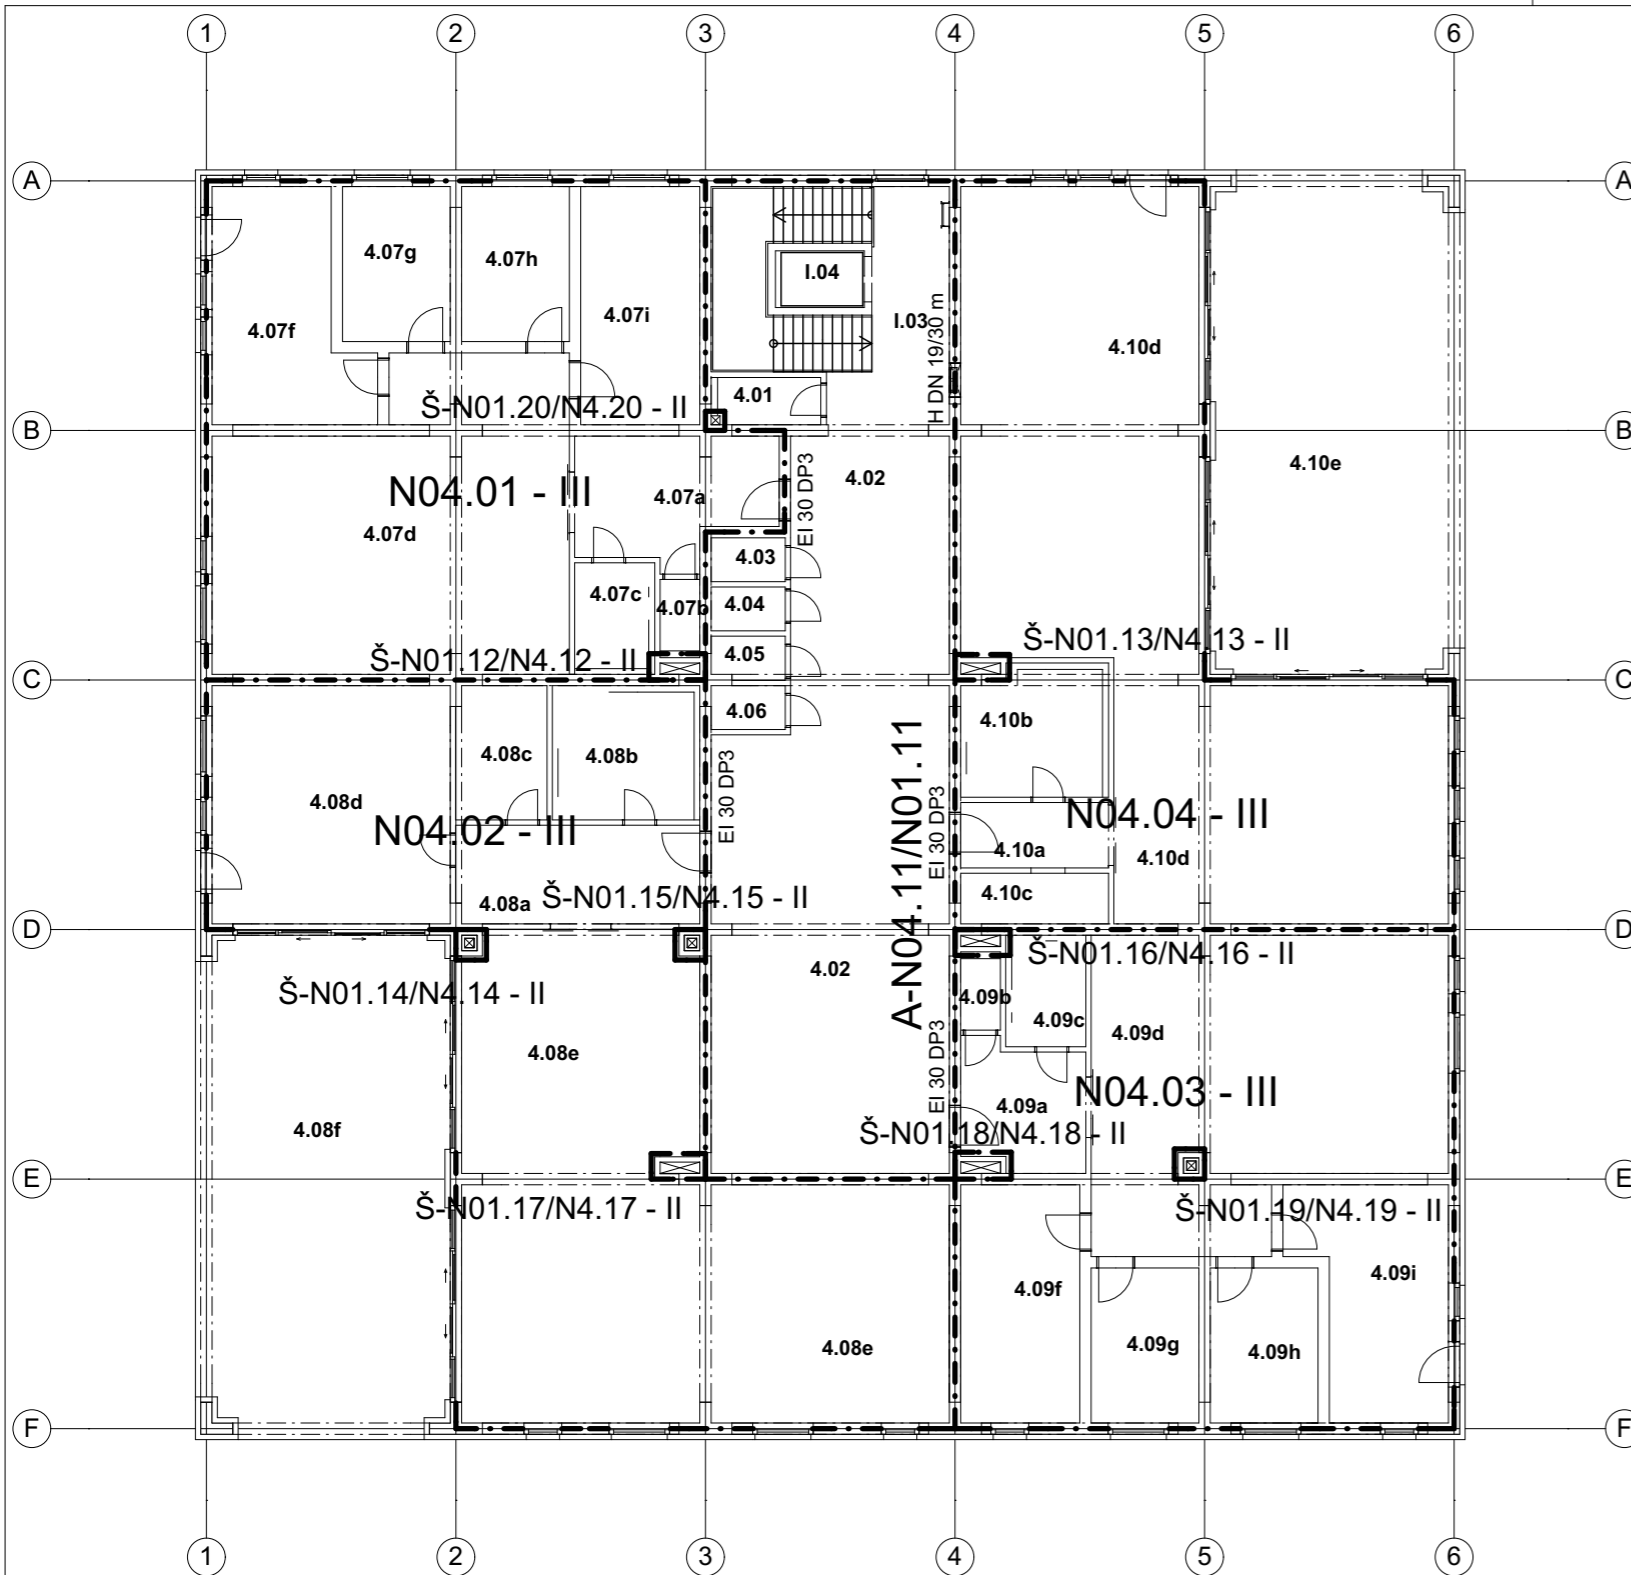 1 2 3 4 5 6
A A
4.07g 4.07h I.04
4.07f 4.07i I.03 4.10d
H DN 19/30 m
4.01
Š-N01.20/N4.20 - II
B B
4.02 4.10e
N04.01 - III 4.07a
EI 30 DP3
4.07d
4.03
4.07c 4.07b 4.04
Š-N01.12/N4.12 - II 4.05 Š-N01.13/N4.13 - II
C C
4.06 4.10b
4.08c 4.08b
EI 30 DP3
A-N04.11/N01.11
EI 30 DP3
4.08d
N04.02 - III N04.04 - III
4.10a 4.10d
4.08a Š-N01.15/N4.15 - II 4.10c
D D
4.02 Š-N01.16/N4.16 - II
Š-N01.14/N4.14 - II 4.09b
4.09c 4.09d
4.08e
EI 30 DP3
N04.03 - III
4.08f 4.09a
Š-N01.18/N4.18 - II
E E
Š-N01.17/N4.17 - II Š-N01.19/N4.19 - II
4.09f 4.09i
4.08e 4.09g 4.09h
F F
1 2 3 4 5 6